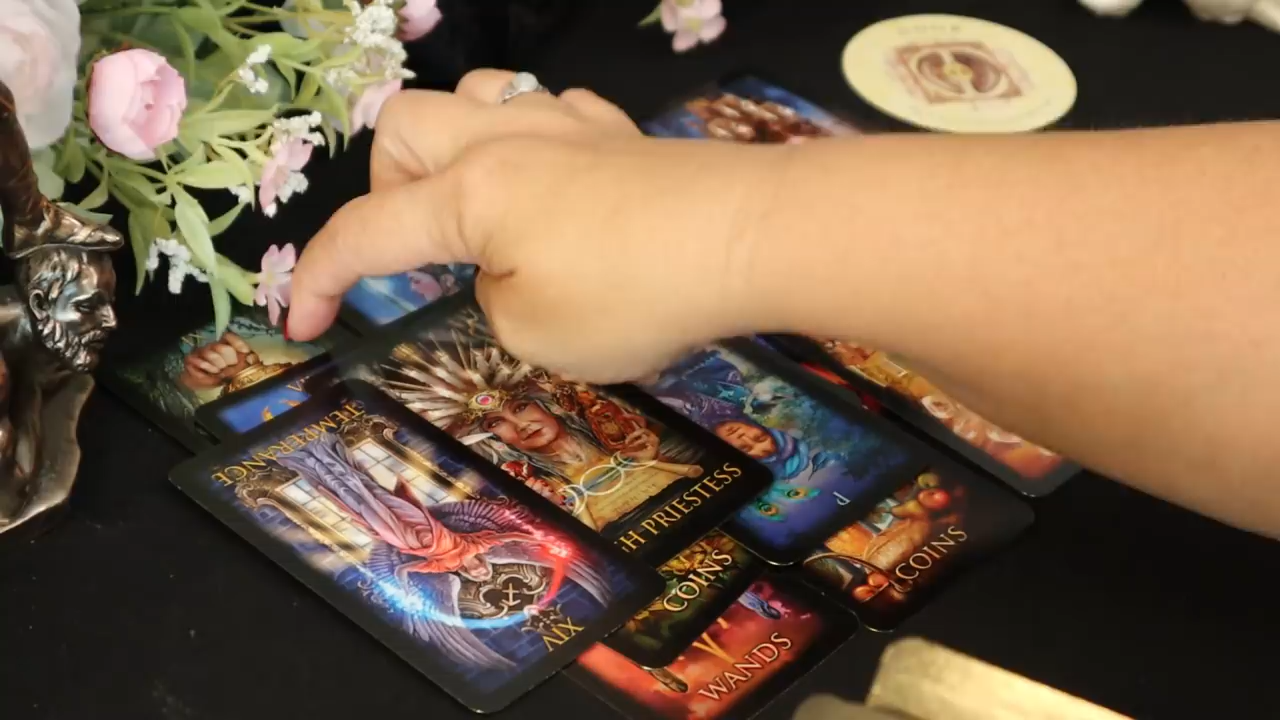 TEMPERANCE
XIV
H PRIESTESS
COINS
COINS
WANDS